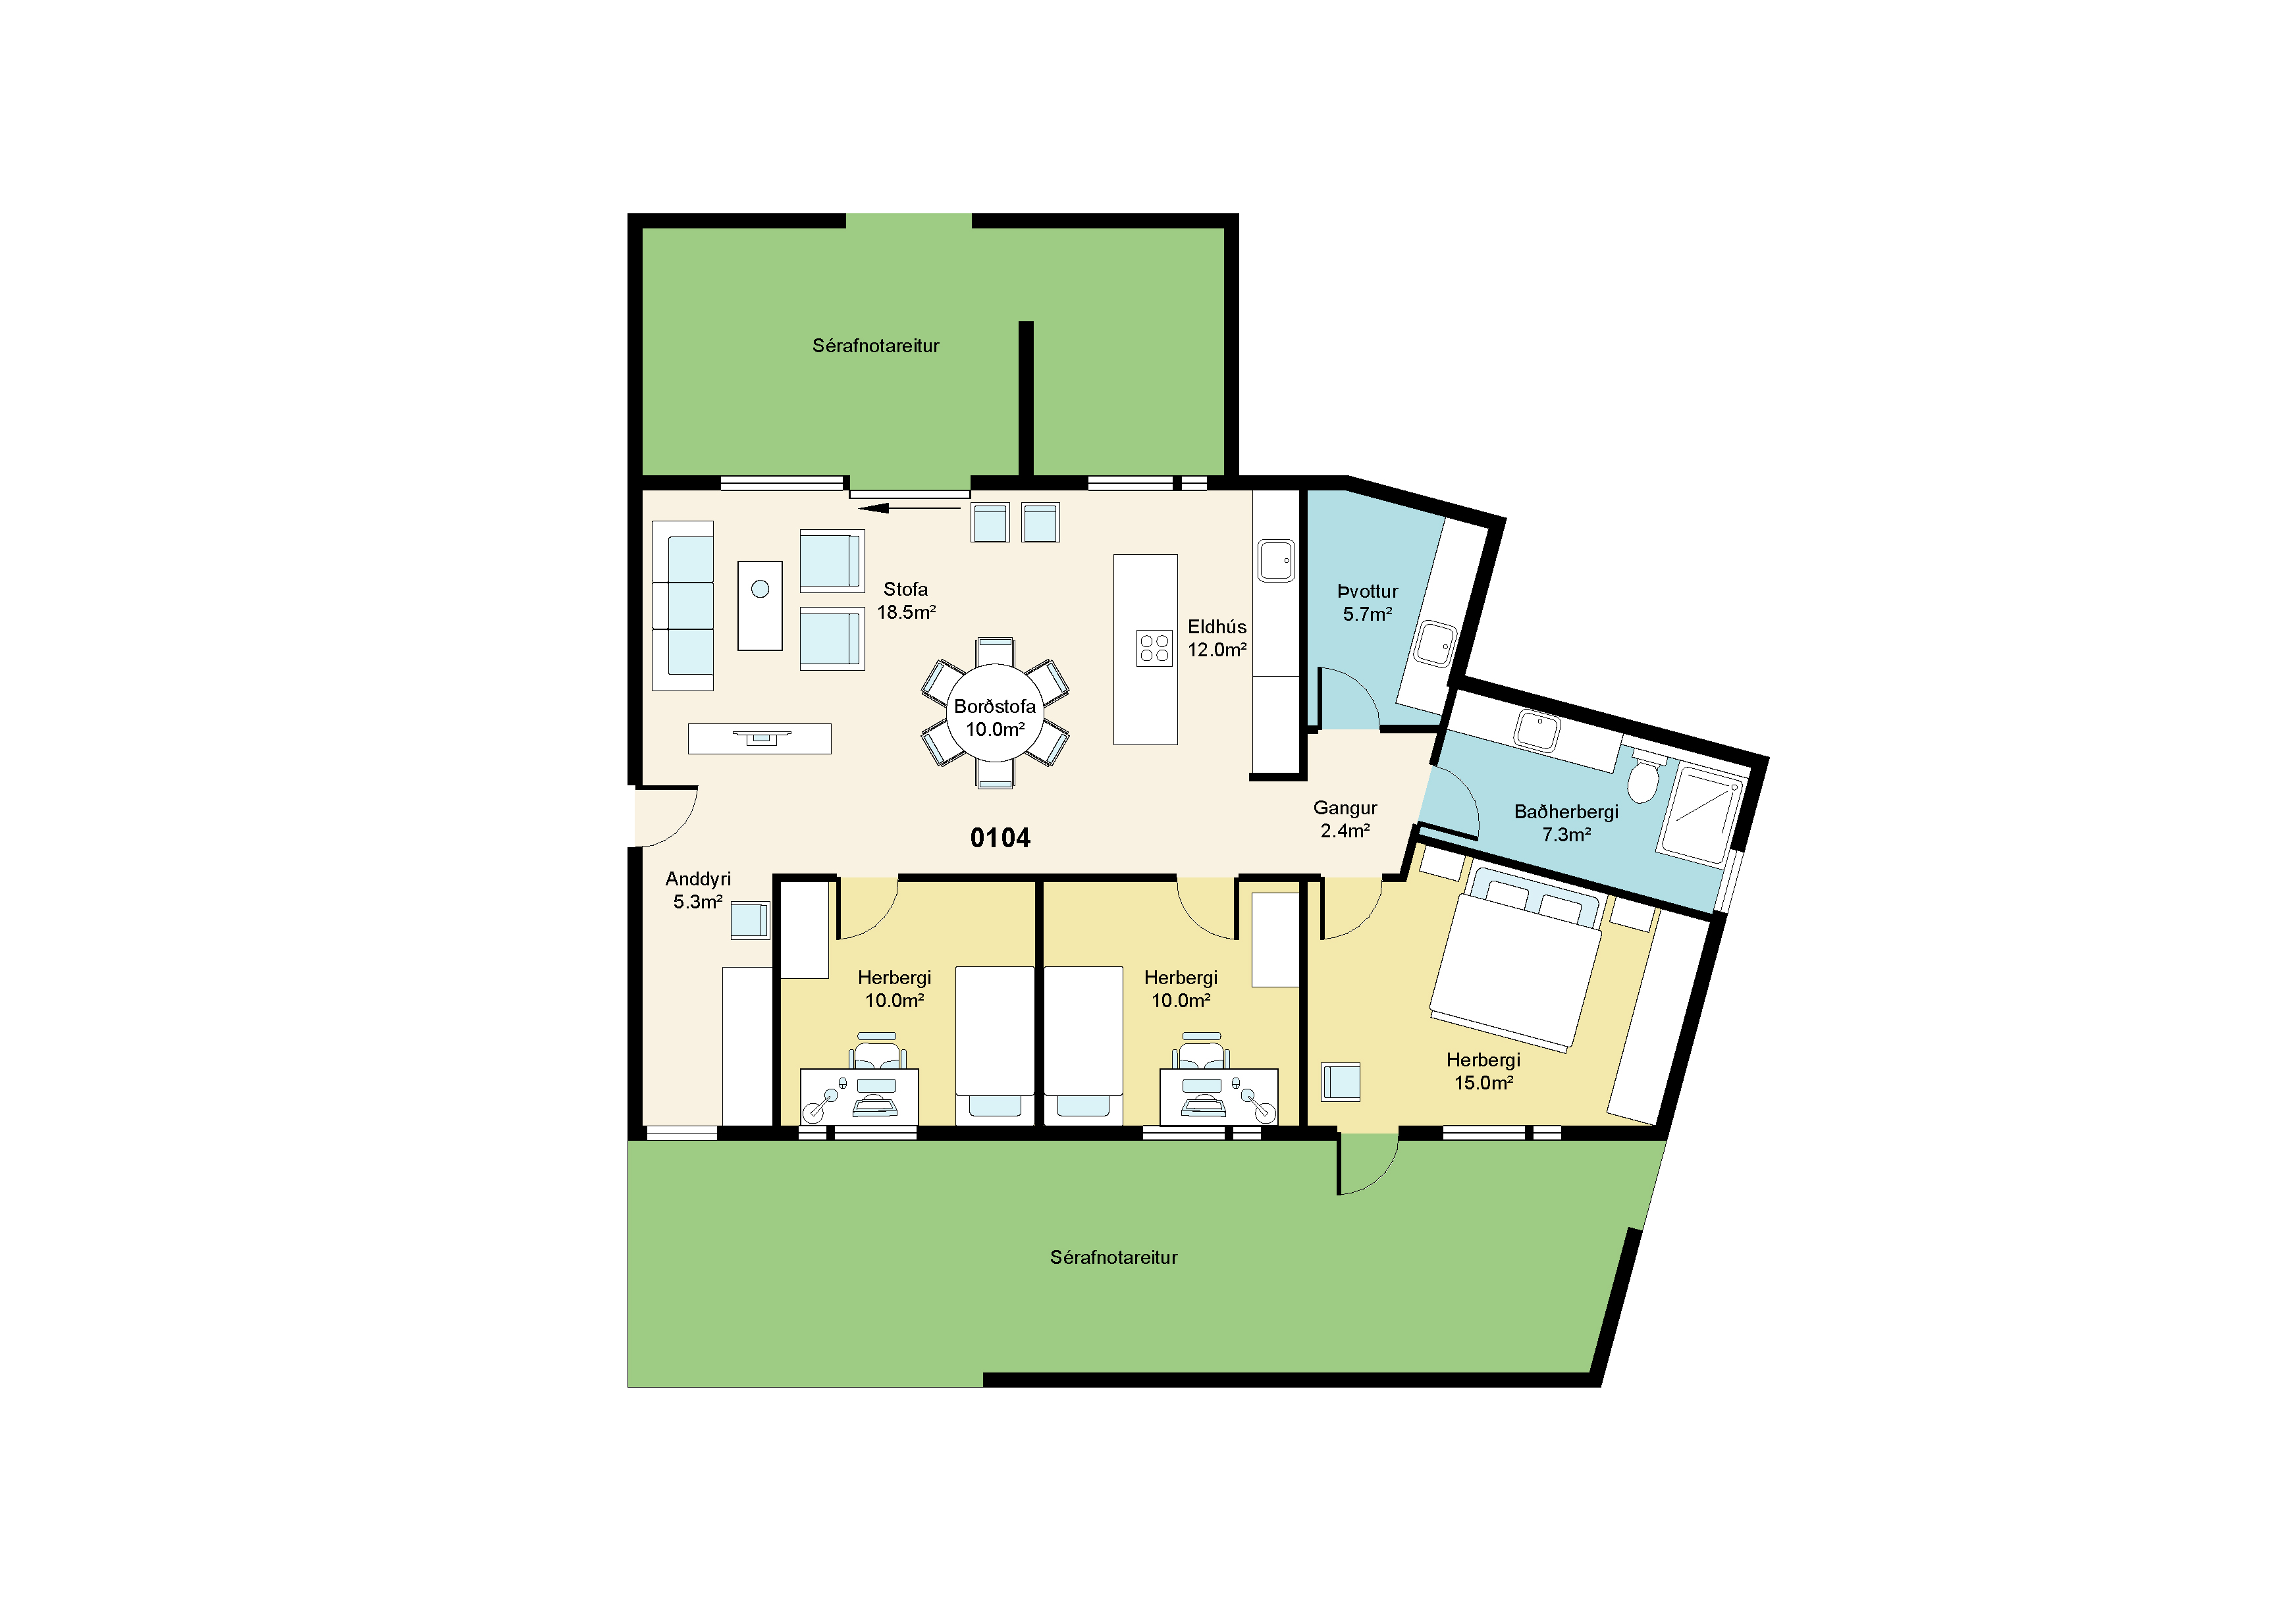 Sérafnotareitur
Stofa
18.5m²
Þvottur
5.7m²
Eldhús
12.0m²
Borðstofa
10.0m²
Gangur
2.4m²
Baðherbergi
7.3m²
0104
Anddyri
5.3m²
Herbergi
10.0m²
Herbergi
10.0m²
Herbergi
15.0m²
Sérafnotareitur